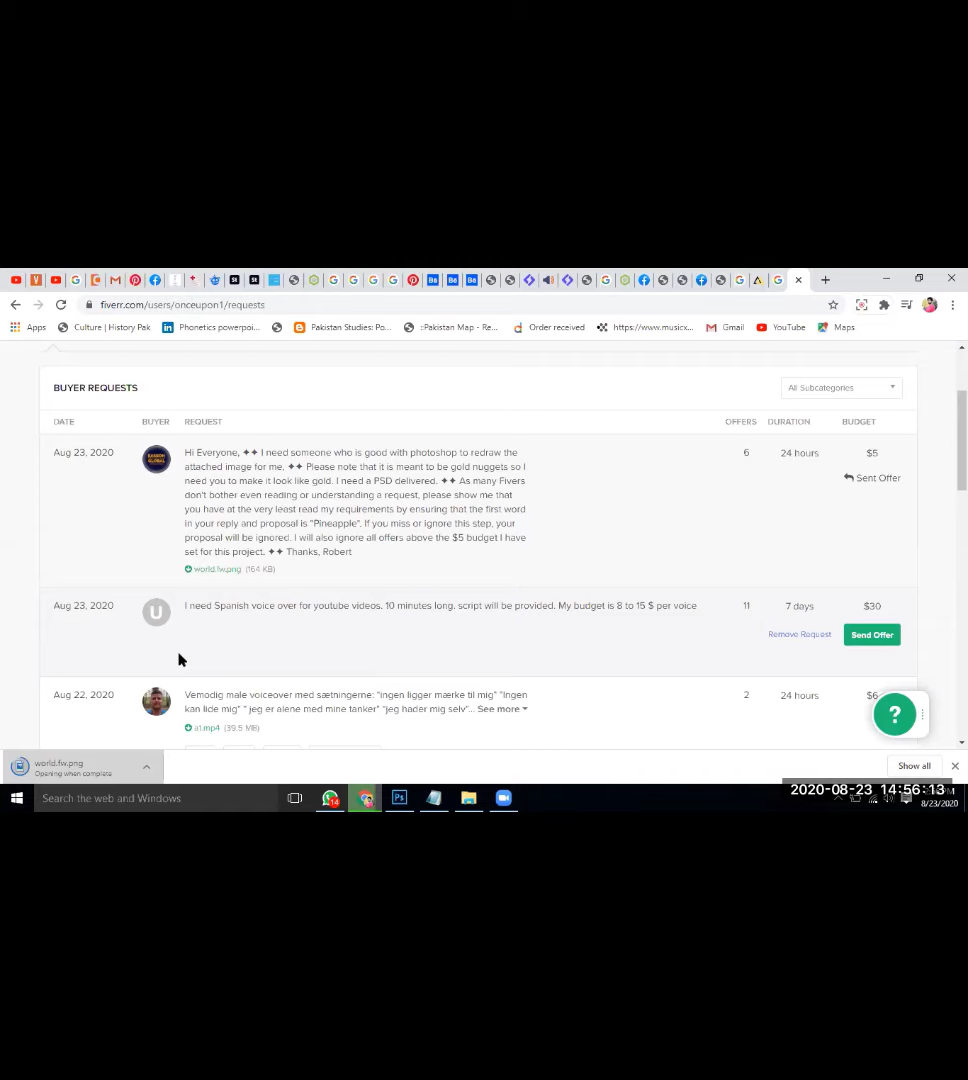 fiverr.com/users/onceupon1/requests
Apps Culture | History Pak Phonetics powerpoi... Pakistan Studies: Po... ::Pakistan Map - Re... Order received https://www.musicx... Gmail YouTube Maps
BUYER REQUESTS
All Subcategories
DATE BUYER REQUEST OFFERS DURATION BUDGET
Aug 23, 2020
Hi Everyone, ✦✦ I need someone who is good with photoshop to redraw the
attached image for me. ✦✦ Please note that it is meant to be gold nuggets so I
need you to make it look like gold. I need a PSD delivered. ✦✦ As many Fivers
don't bother even reading or understanding a request, please show me that
you have at the very least read my requirements by ensuring that the first word
in your reply and proposal is "Pineapple". If you miss or ignore this step, your
proposal will be ignored. I will also ignore all offers above the $5 budget I have
set for this project. ✦✦ Thanks, Robert
world.fw.png (164 KB)
6 24 hours $5
Sent Offer
Aug 23, 2020
U
I need Spanish voice over for youtube videos. 10 minutes long. script will be provided. My budget is 8 to 15 $ per voice
11 7 days $30
Remove Request Send Offer
Aug 22, 2020
Vemodig male voiceover med sætningerne: "ingen ligger mærke til mig" "Ingen
kan lide mig" " jeg er alene med mine tanker" "jeg hader mig selv"... See more
a1.mp4 (39.5 MB)
2 24 hours $6
?
world.fw.png
Opening when complete
Show all
Search the web and Windows
14
Ps
2020-08-23 14:56:13
8/23/2020